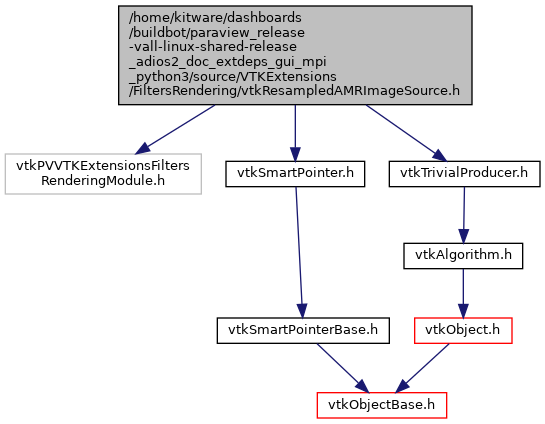 /home/kitware/dashboards
/buildbot/paraview_release
-vall-linux-shared-release
_adios2_doc_extdeps_gui_mpi
_python3/source/VTKExtensions
/FiltersRendering/vtkResampledAMRImageSource.h
vtkPVVTKExtensionsFilters
RenderingModule.h
vtkSmartPointer.h
vtkTrivialProducer.h
vtkAlgorithm.h
vtkSmartPointerBase.h
vtkObject.h
vtkObjectBase.h